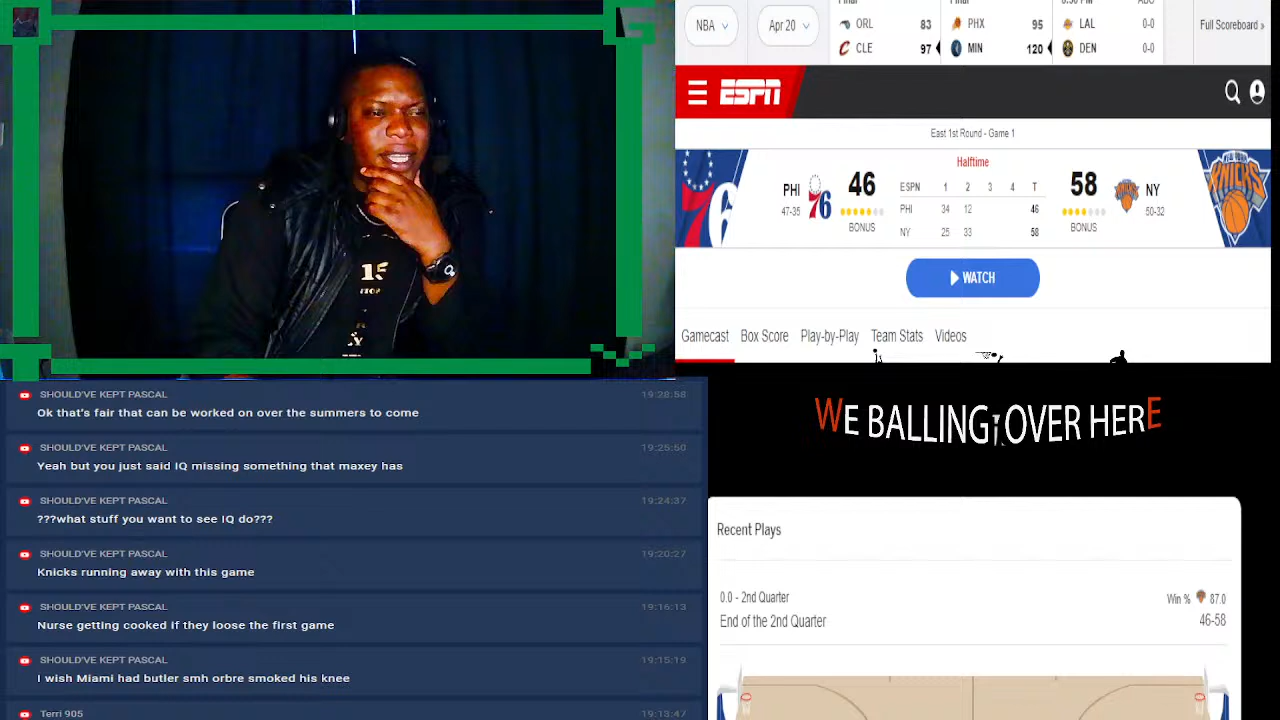 NBA
Apr 20
Final
ORL 83
CLE 97
Final
PHX 95
MIN 120
8:30 PM ABC
LAL 0-0
DEN 0-0
Full Scoreboard »
ESPN
East 1st Round - Game 1
Halftime
PHI
47-35
76
46
BONUS
ESPN 1 2 3 4 T
PHI 34 12 46
NY 25 33 58
58
BONUS
NY
50-32
KNICKS
WATCH
Gamecast Box Score Play-by-Play Team Stats Videos
SHOULD'VE KEPT PASCAL 19:28:58
Ok that's fair that can be worked on over the summers to come
SHOULD'VE KEPT PASCAL 19:25:50
Yeah but you just said IQ missing something that maxey has
SHOULD'VE KEPT PASCAL 19:24:37
???what stuff you want to see IQ do???
SHOULD'VE KEPT PASCAL 19:20:27
Knicks running away with this game
SHOULD'VE KEPT PASCAL 19:16:13
Nurse getting cooked if they loose the first game
SHOULD'VE KEPT PASCAL 19:15:19
I wish Miami had butler smh orbre smoked his knee
Terri 905 19:13:47
WE BALLING OVER HERE
Recent Plays
0.0 - 2nd Quarter
Win % 87.0
End of the 2nd Quarter
46-58